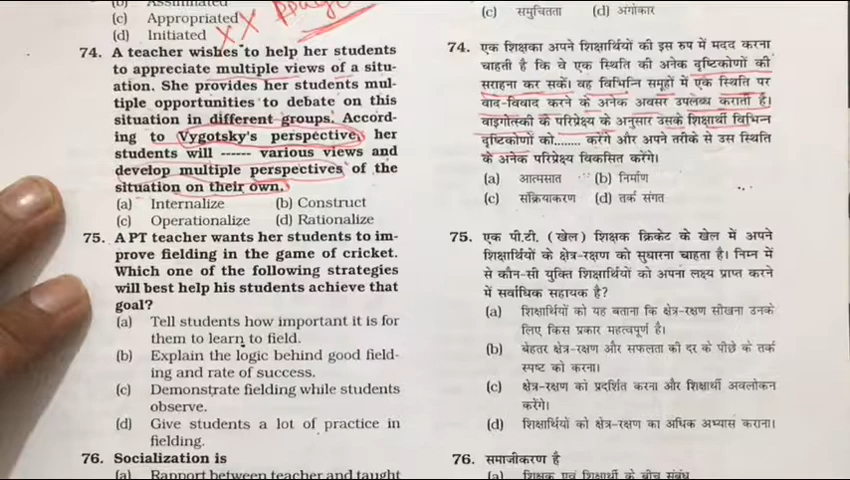 (b) Assimilated
(c) Appropriated
(d) Initiated
74. A teacher wishes to help her students
to appreciate multiple views of a situ-
ation. She provides her students mul-
tiple opportunities to debate on this
situation in different groups. Accord-
ing to Vygotsky's perspective, her
students will ------ various views and
develop multiple perspectives of the
situation on their own.
(a) Internalize (b) Construct
(c) Operationalize (d) Rationalize
75. A PT teacher wants her students to im-
prove fielding in the game of cricket.
Which one of the following strategies
will best help his students achieve that
goal?
(a) Tell students how important it is for
them to learn to field.
(b) Explain the logic behind good field-
ing and rate of success.
(c) Demonstrate fielding while students
observe.
(d) Give students a lot of practice in
fielding.
76. Socialization is
(a) Rapport between teacher and taught
(c) समुचितता (d) अंगीकार
74. एक शिक्षका अपने शिक्षार्थियों की इस रुप में मदद करना
चाहती है कि वे एक स्थिति की अनेक दृष्टिकोणों की
सराहना कर सकें। वह विभिन्नि समूहों में एक स्थिति पर
वाद-विवाद करने के अनेक अवसर उपलब्ध कराती है।
वाइगोत्स्की के परिप्रेक्ष्य के अनुसार उसके शिक्षार्थी विभिन्न
दृष्टिकोणों को........ करेंगे और अपने तरीके से उस स्थिति
के अनेक परिप्रेक्ष्य विकसित करेंगे।
(a) आत्मसात (b) निर्माण
(c) संक्रियाकरण (d) तर्क संगत
75. एक पी.टी. (खेल) शिक्षक क्रिकेट के खेल में अपने
शिक्षार्थियों के क्षेत्र-रक्षण को सुधारना चाहता है। निम्न में
से कौन-सी युक्ति शिक्षार्थियों को अपना लक्ष्य प्राप्त करने
में सर्वाधिक सहायक है?
(a) शिक्षार्थियों को यह बताना कि क्षेत्र-रक्षण सीखना उनके
लिए किस प्रकार महत्वपूर्ण है।
(b) बेहतर क्षेत्र-रक्षण और सफलता की दर के पीछे के तर्क
स्पष्ट को करना।
(c) क्षेत्र-रक्षण को प्रदर्शित करना और शिक्षार्थी अवलोकन
करेंगे।
(d) शिक्षार्थियों को क्षेत्र-रक्षण का अधिक अभ्यास कराना।
76. समाजीकरण है
(a) शिक्षक एवं शिक्षार्थी के बीच संबंध